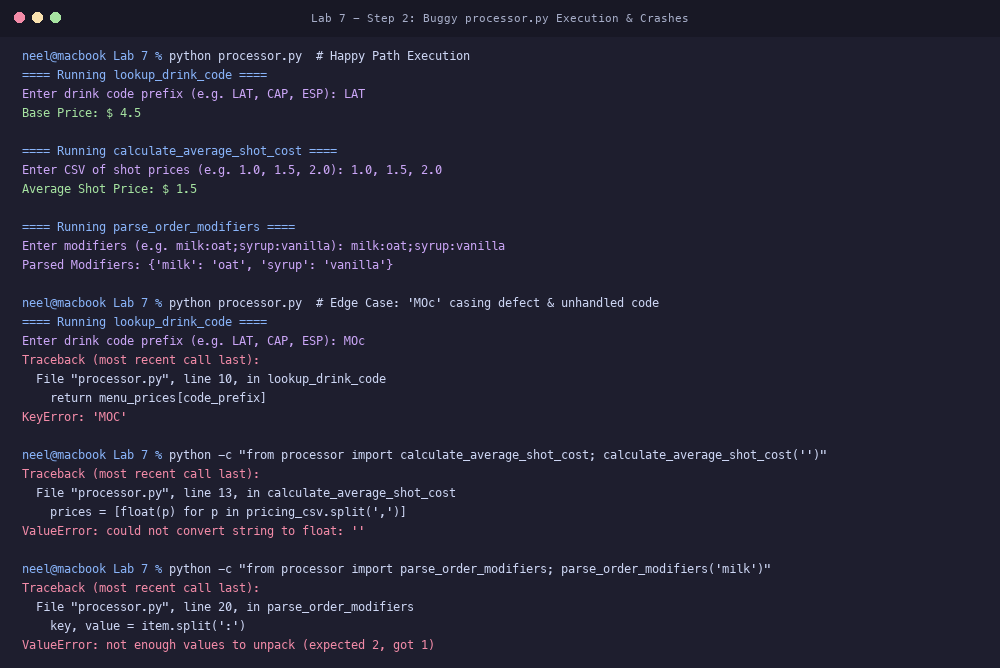 Lab 7 – Step 2: Buggy processor.py Execution & Crashes
neel@macbook Lab 7 % python processor.py  # Happy Path Execution
==== Running lookup_drink_code ====
Enter drink code prefix (e.g. LAT, CAP, ESP): LAT
Base Price: $ 4.5
==== Running calculate_average_shot_cost ====
Enter CSV of shot prices (e.g. 1.0, 1.5, 2.0): 1.0, 1.5, 2.0
Average Shot Price: $ 1.5
==== Running parse_order_modifiers ====
Enter modifiers (e.g. milk:oat;syrup:vanilla): milk:oat;syrup:vanilla
Parsed Modifiers: {'milk': 'oat', 'syrup': 'vanilla'}
neel@macbook Lab 7 % python processor.py  # Edge Case: 'MOc' casing defect & unhandled code
==== Running lookup_drink_code ====
Enter drink code prefix (e.g. LAT, CAP, ESP): MOc
Traceback (most recent call last):
  File "processor.py", line 10, in lookup_drink_code
    return menu_prices[code_prefix]
KeyError: 'MOC'
neel@macbook Lab 7 % python –c "from processor import calculate_average_shot_cost; calculate_average_shot_cost('')"
Traceback (most recent call last):
  File "processor.py", line 13, in calculate_average_shot_cost
    prices = [float(p) for p in pricing_csv.split(',')]
ValueError: could not convert string to float: ''
neel@macbook Lab 7 % python –c "from processor import parse_order_modifiers; parse_order_modifiers('milk')"
Traceback (most recent call last):
  File "processor.py", line 20, in parse_order_modifiers
    key, value = item.split(':')
ValueError: not enough values to unpack (expected 2, got 1)